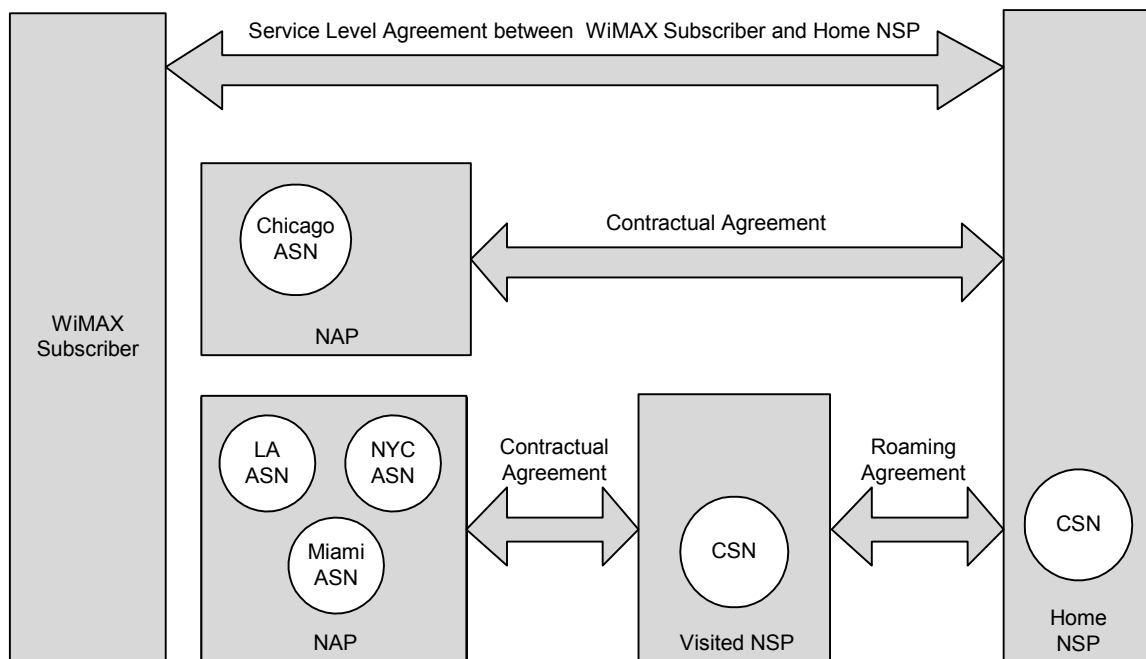 Service Level Agreement between WiMAX Subscriber and Home NSP
Chicago
ASN
NAP
Contractual Agreement
WiMAX
Subscriber
LA
ASN
NYC
ASN
Miami
ASN
NAP
Contractual
Agreement
CSN
Visited NSP
Roaming
Agreement
CSN
Home
NSP